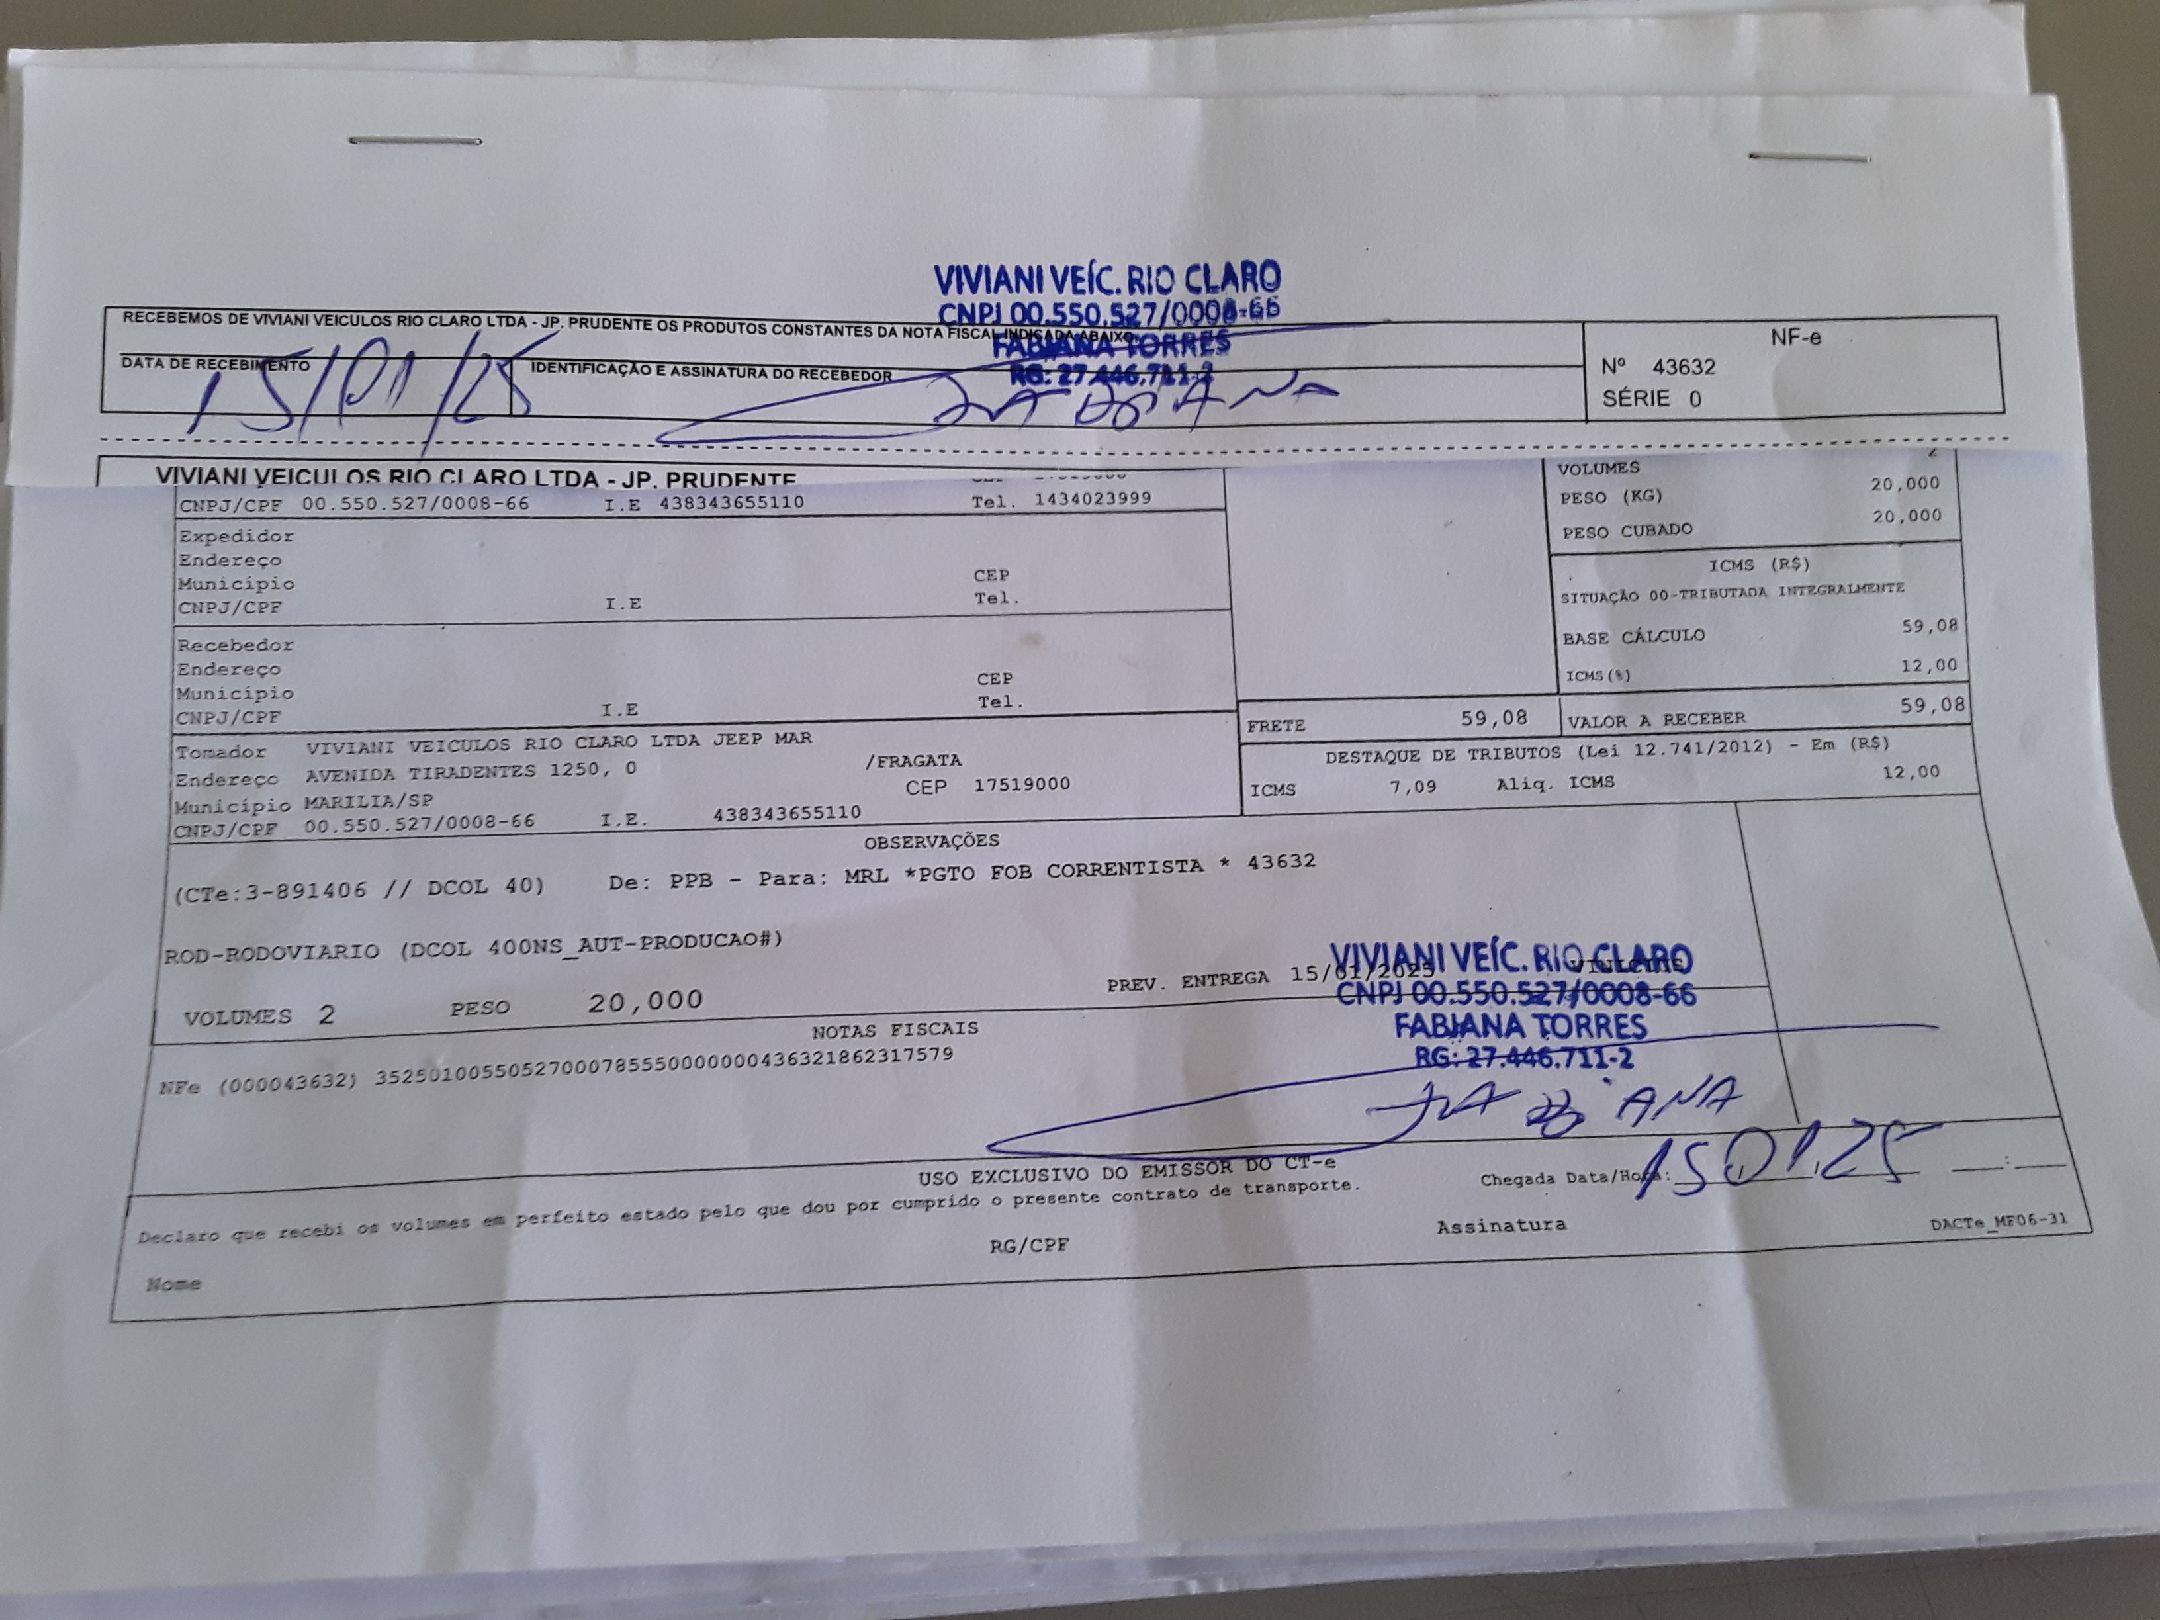 VIVIANI VEÍC. RIO CLARO
CNPJ 00.550.527/0008-66
FABIANA TORRES
RG: 27.446.711-2
RECEBEMOS DE VIVIANI VEICULOS RIO CLARO LTDA - JP. PRUDENTE OS PRODUTOS CONSTANTES DA NOTA FISCAL INDICADA ABAIXO
DATA DE RECEBIMENTO
15/01/25
IDENTIFICAÇÃO E ASSINATURA DO RECEBEDOR
FABIANA
NF-e
Nº 43632
SÉRIE 0
VIVIANI VEICULOS RIO CLARO LTDA - JP. PRUDENTE
CNPJ/CPF 00.550.527/0008-66 I.E 438343655110 Tel. 1434023999
Expedidor
Endereço
Município CEP
CNPJ/CPF I.E Tel.
Recebedor
Endereço
Município CEP
CNPJ/CPF I.E Tel.
Tomador VIVIANI VEICULOS RIO CLARO LTDA JEEP MAR
Endereço AVENIDA TIRADENTES 1250, 0 /FRAGATA
Município MARILIA/SP CEP 17519000
CNPJ/CPF 00.550.527/0008-66 I.E. 438343655110
VOLUMES 2
PESO (KG) 20,000
PESO CUBADO 20,000
ICMS (R$)
SITUAÇÃO 00-TRIBUTADA INTEGRALMENTE
BASE CÁLCULO 59,08
ICMS(%) 12,00
FRETE 59,08 VALOR A RECEBER 59,08
DESTAQUE DE TRIBUTOS (Lei 12.741/2012) - Em (R$)
ICMS 7,09 Aliq. ICMS 12,00
OBSERVAÇÕES
(CTe:3-891406 // DCOL 40) De: PPB - Para: MRL *PGTO FOB CORRENTISTA * 43632
ROD-RODOVIARIO (DCOL 400NS_AUT-PRODUCAO#)
VOLUMES 2 PESO 20,000 PREV. ENTREGA 15/01/2025
VIVIANI VEÍC. RIO CLARO
CNPJ 00.550.527/0008-66
FABIANA TORRES
RG: 27.446.711-2
NOTAS FISCAIS
NFe (000043632) 35250100550527000785550000000436321862317579
FABIANA
USO EXCLUSIVO DO EMISSOR DO CT-e
Declaro que recebi os volumes em perfeito estado pelo que dou por cumprido o presente contrato de transporte.
Chegada Data/Hora: 15 01 25 __:__
Nome RG/CPF Assinatura DACTe_MF06-31